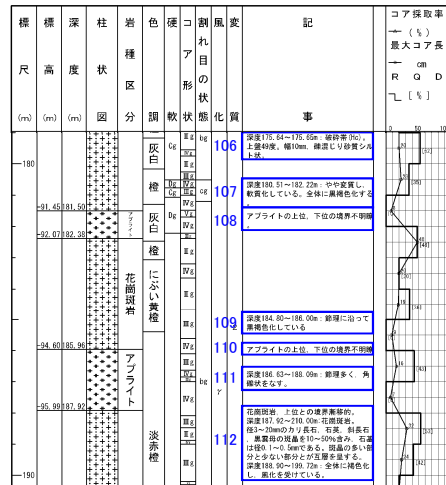 標尺 (m)
標高 (m)
深度 (m)
柱状図
岩種区分
色調
硬軟
コア形状
割れ目の状態
風化
変質
記事
コア採取率
(%)
最大コア長
cm
RQD
[%]
0 50 10
-180
-190
-91.45 181.50
-92.07 182.38
-94.60 185.96
-95.99 187.92
アプライト
花崗斑岩
アプライト
灰白
橙
灰白
橙
にぶい黄橙
淡赤橙
106
深度175.64～175.65m:破砕帯(Hc)。
上盤49度、幅10mm、礫混じり砂質シル
ト状。
107
深度180.51～182.22m:やや変質し、
軟質化している。全体に黒褐色化する
。
108
アプライトの上位、下位の境界不明瞭
。
109
深度184.80～186.00m:節理に沿って
黒褐色化している
110
アプライトの上位、下位の境界不明瞭
111
深度186.63～188.09m:節理多く、角
礫状をなす。
112
花崗斑岩。上位との境界漸移的。
深度187.92～210.00m:花崗斑岩。
径3～20mmのカリ長石、石英、斜長石
、黒雲母の斑晶を10～50%含み、石基
は径0.1～0.5mmである。斑晶の多い部
分と少ない部分とが互層を呈する。
深度188.90～199.72m:全体に褐色化
し、風化を受けている。